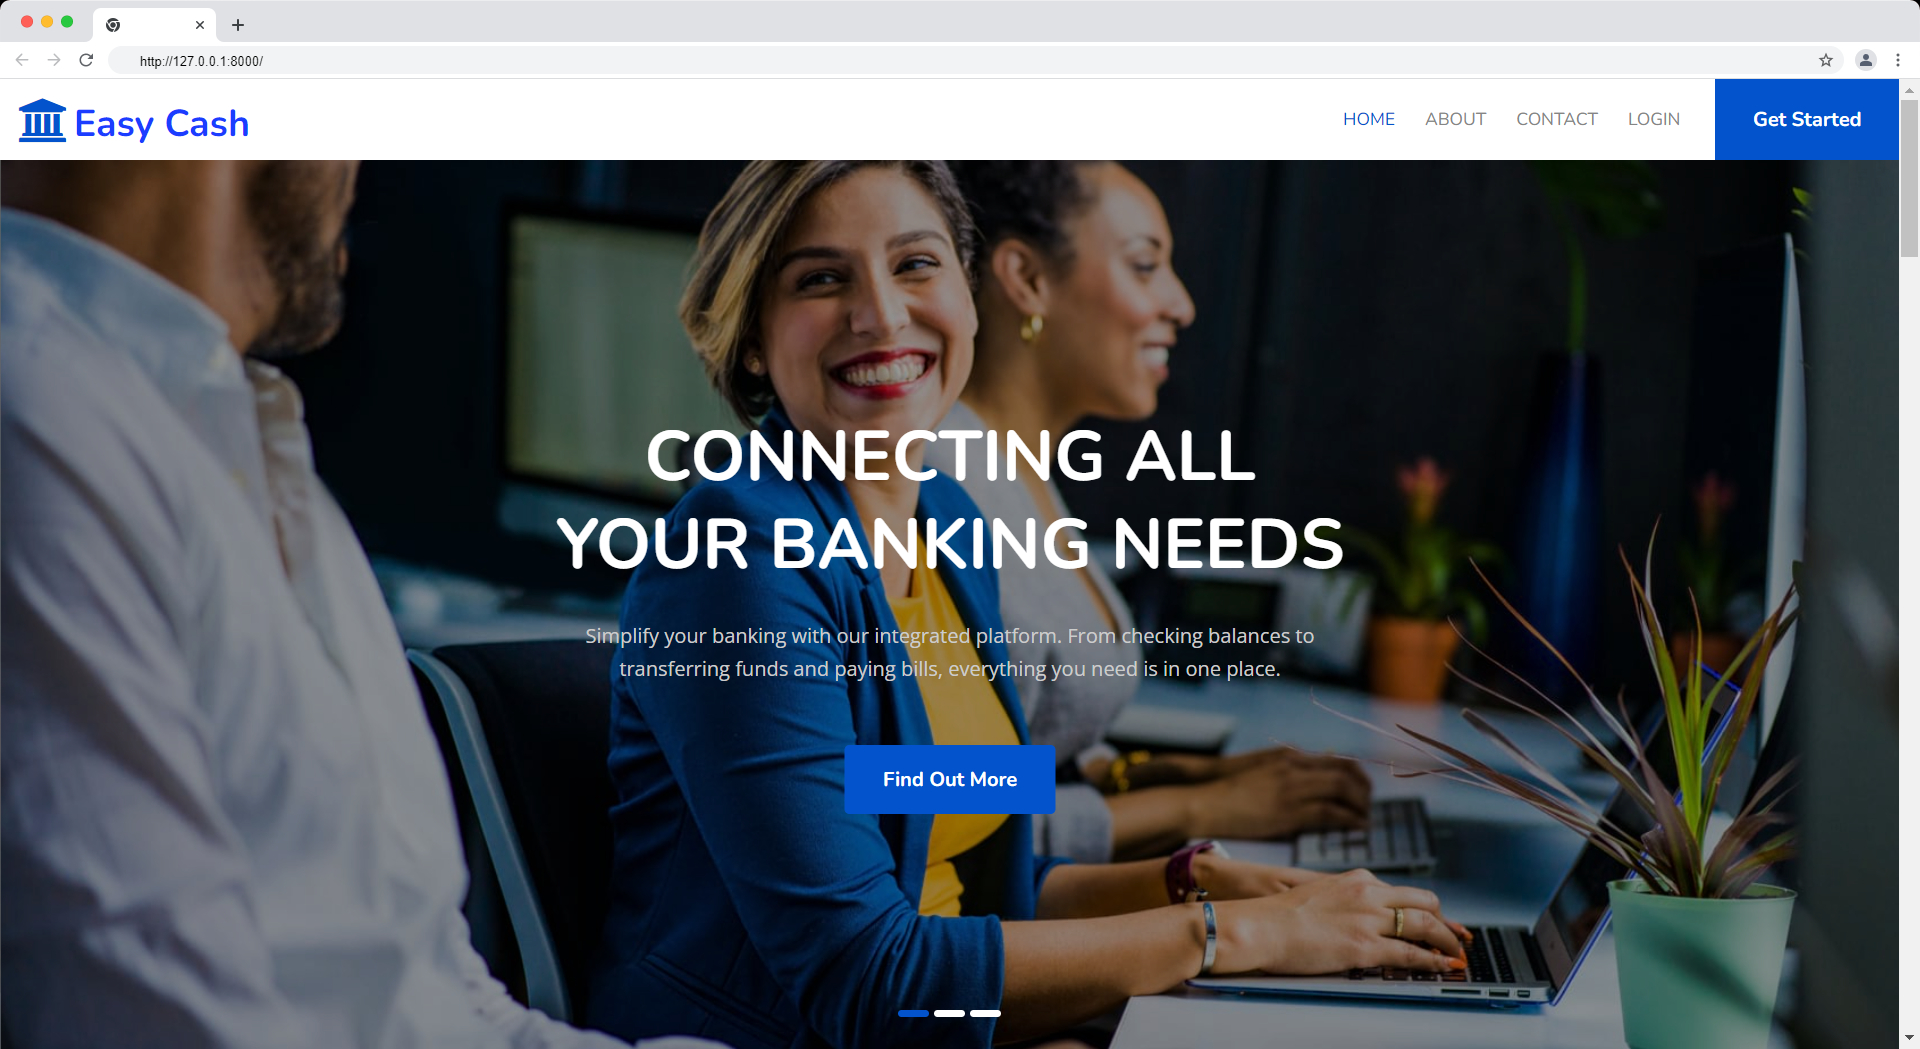 http://127.0.0.1:8000/
Easy Cash
HOME ABOUT CONTACT LOGIN Get Started
CONNECTING ALL
YOUR BANKING NEEDS
Simplify your banking with our integrated platform. From checking balances to
transferring funds and paying bills, everything you need is in one place.
Find Out More